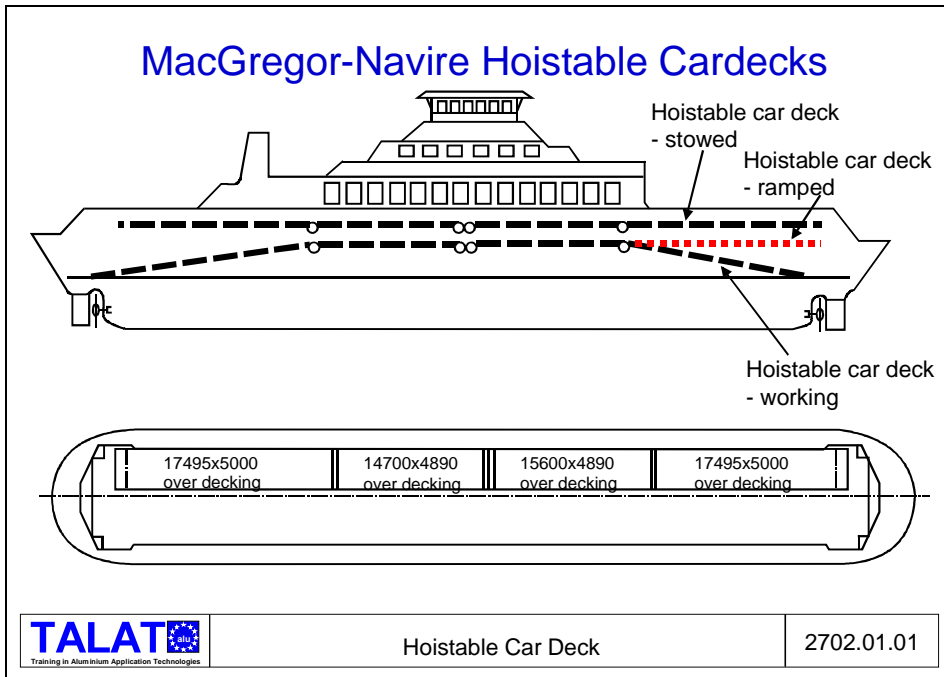 MacGregor-Navire Hoistable Cardecks
Hoistable car deck
- stowed
Hoistable car deck
- ramped
Hoistable car deck
- working
17495x5000
over decking
14700x4890
over decking
15600x4890
over decking
17495x5000
over decking
TALAT
alu
Training in Aluminium Application Technologies
Hoistable Car Deck
2702.01.01